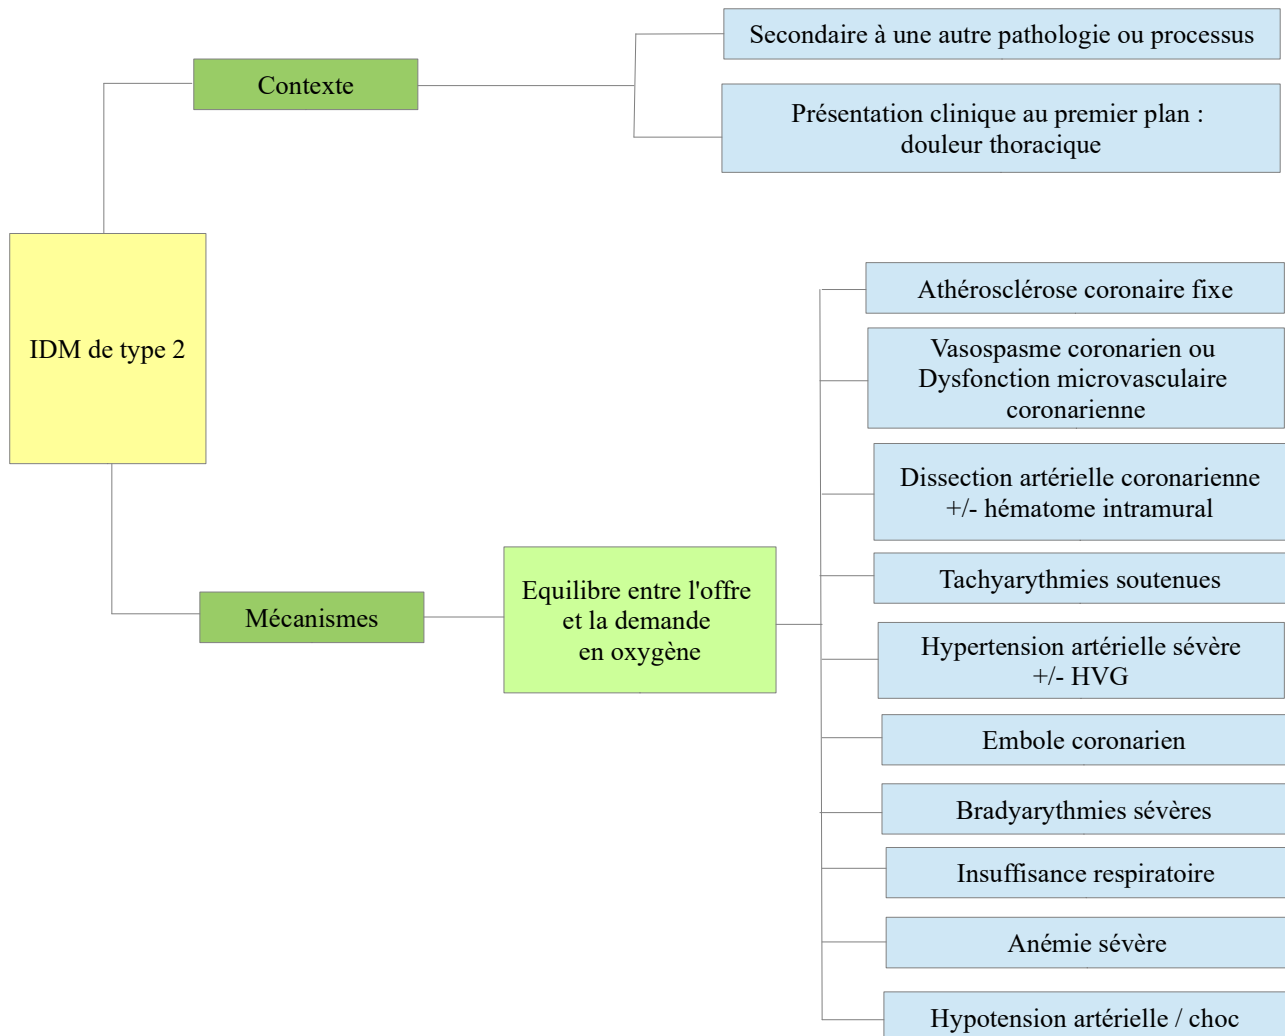 Secondaire à une autre pathologie ou processus
Contexte
Présentation clinique au premier plan :
douleur thoracique
IDM de type 2
Athérosclérose coronaire fixe
Vasospasme coronarien ou
Dysfonction microvasculaire
coronarienne
Dissection artérielle coronarienne
+/- hématome intramural
Tachyarythmies soutenues
Mécanismes
Equilibre entre l'offre
et la demande
en oxygène
Hypertension artérielle sévère
+/- HVG
Embole coronarien
Bradyarythmies sévères
Insuffisance respiratoire
Anémie sévère
Hypotension artérielle / choc